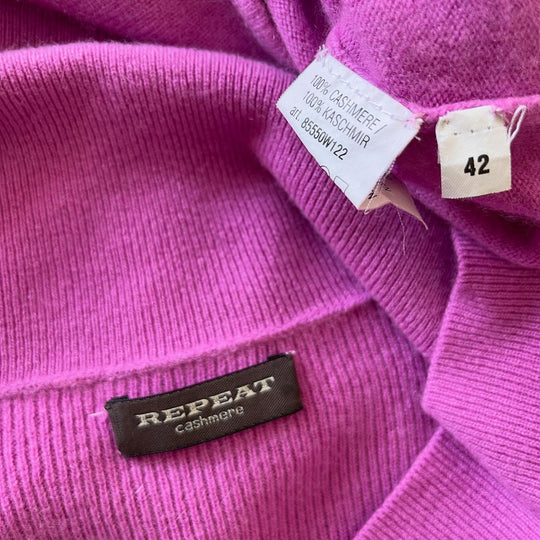 100% CASHMERE/
100% KASCHMIR
art. 85550W122
42
REPEAT
cashmere